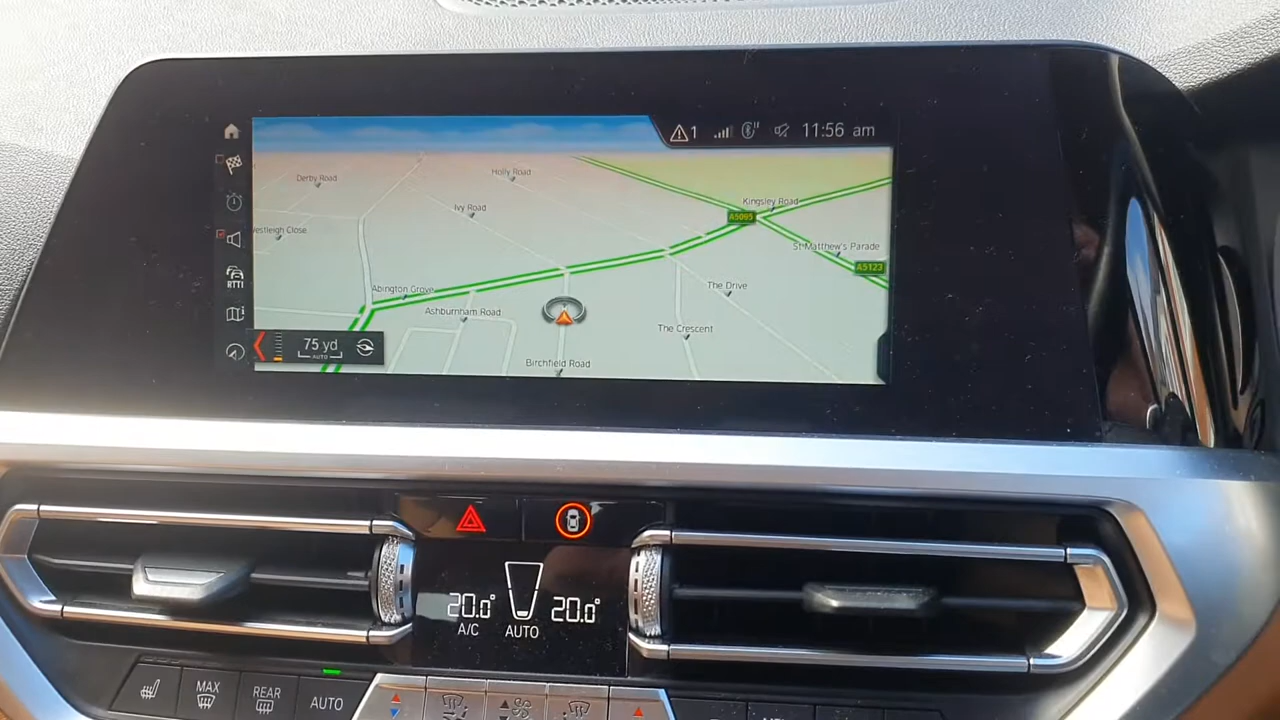 1 11:56 am
Derby Road
Holly Road
Ivy Road
Kingsley Road
A5095
estleigh Close
St Matthew's Parade
A5123
RTTI
Abington Grove
The Drive
Ashburnham Road
The Crescent
75 yd
AUTO
Birchfield Road
20.0° 20.0°
A/C AUTO
MAX
REAR
AUTO